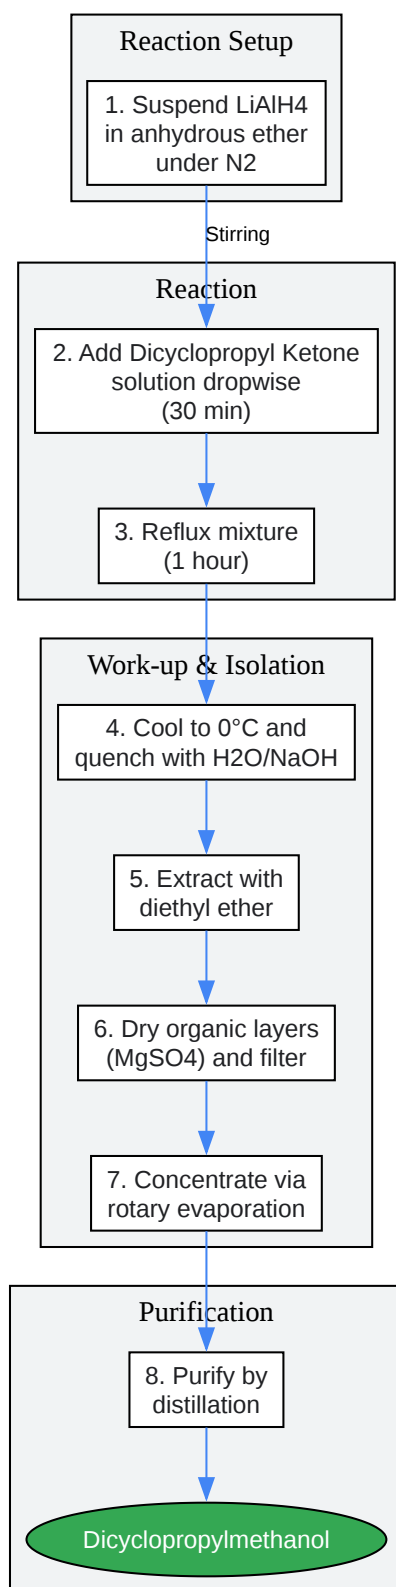 Reaction Setup
1. Suspend LiAlH4
in anhydrous ether
under N2
Stirring
Reaction
2. Add Dicyclopropyl Ketone
solution dropwise
(30 min)
3. Reflux mixture
(1 hour)
Work-up & Isolation
4. Cool to 0°C and
quench with H2O/NaOH
5. Extract with
diethyl ether
6. Dry organic layers
(MgSO4) and filter
7. Concentrate via
rotary evaporation
Purification
8. Purify by
distillation
Dicyclopropylmethanol